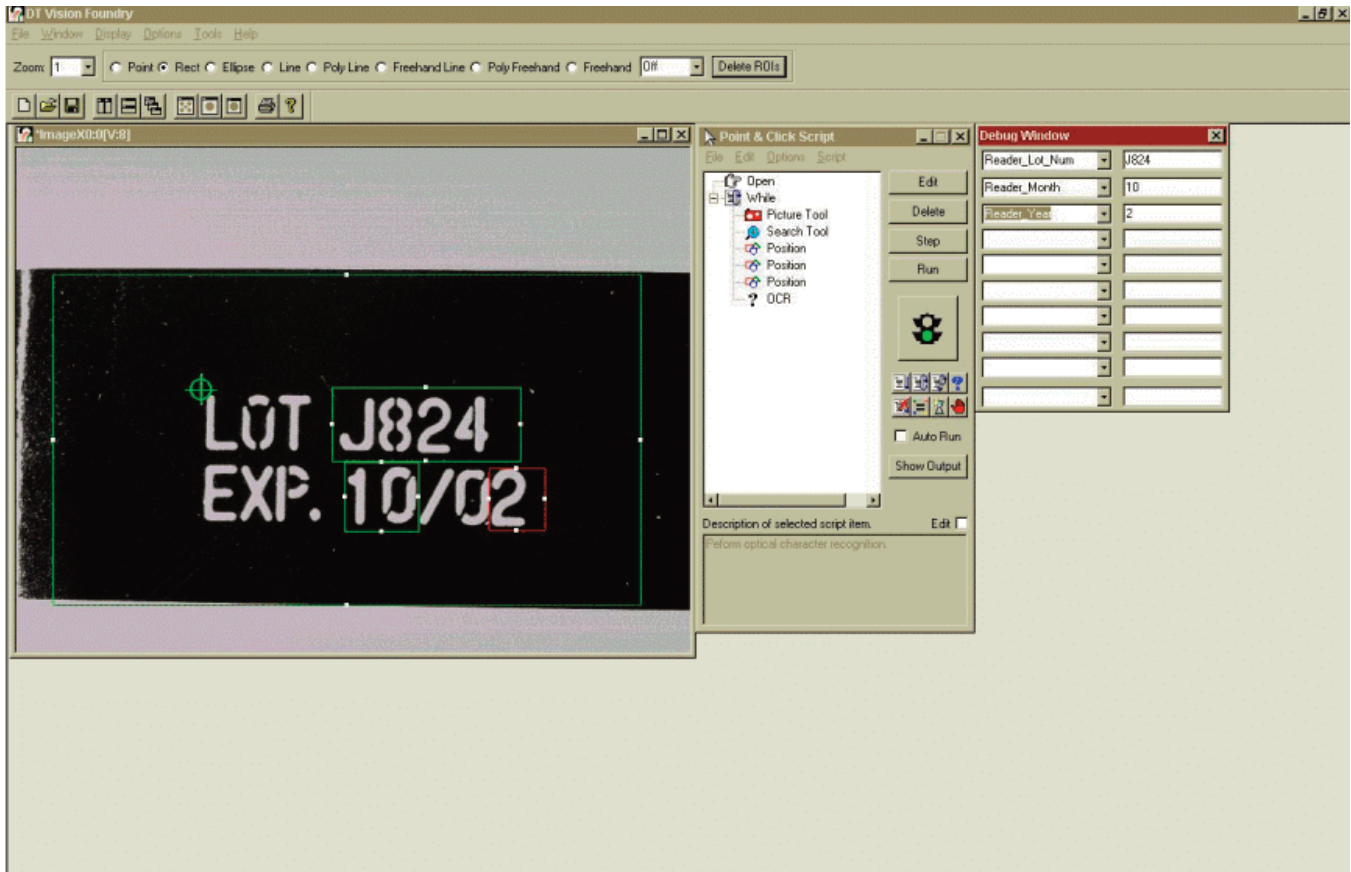 DT Vision Foundry
File Window Display Options Tools Help
Zoom: 1 Point Rect Ellipse Line Poly Line Freehand Line Poly Freehand Freehand Off Delete ROIs
*ImageX0:0[V:8]
LOT J824
EXP. 10/02
Point & Click Script
File Edit Options Script
Open
While
Picture Tool
Search Tool
Position
Position
Position
OCR
Edit
Delete
Step
Run
Auto Run
Show Output
Description of selected script item. Edit
Peform optical character recognition.
Debug Window
Reader_Lot_Num J824
Reader_Month 10
Reader_Year 2